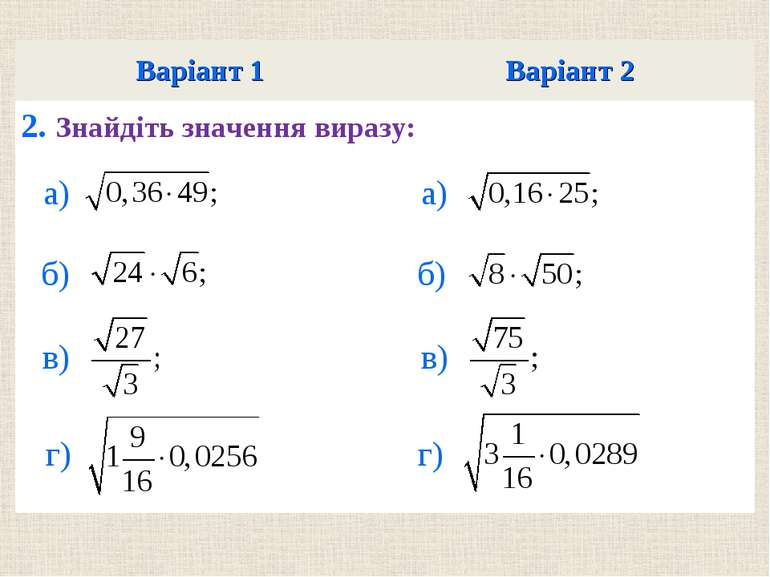 Варіант 1 Варіант 2
2. Знайдіть значення виразу:
а) √(0,36·49); а) √(0,16·25);
б) √24·√6; б) √8·√50;
в) √27/√3; в) √75/√3;
г) √(1 9/16·0,0256) г) √(3 1/16·0,0289)